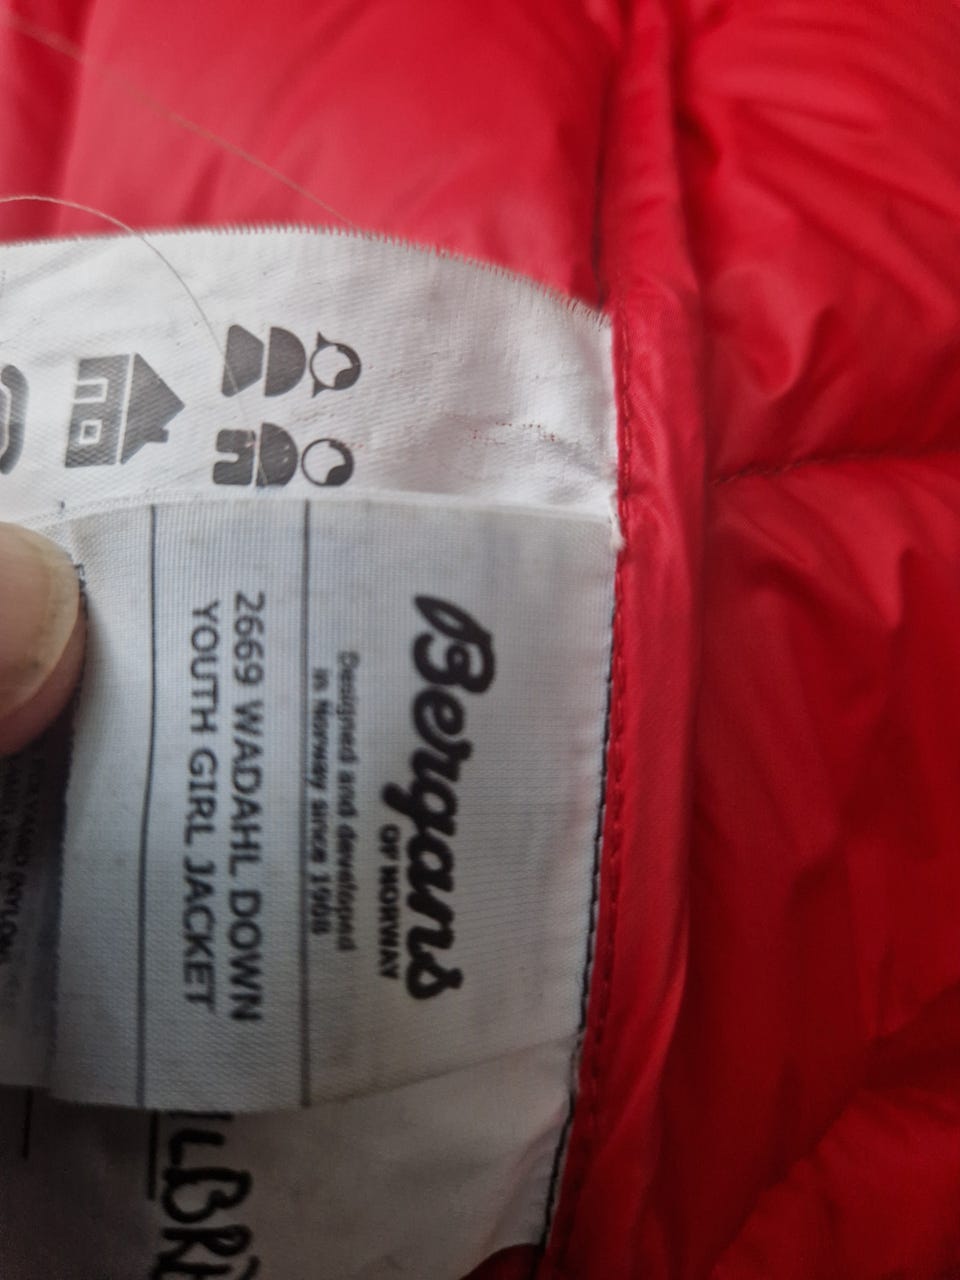 Bergans
OF NORWAY
Designed and developed
in Norway since 1908
2669 WADAHL DOWN
YOUTH GIRL JACKET